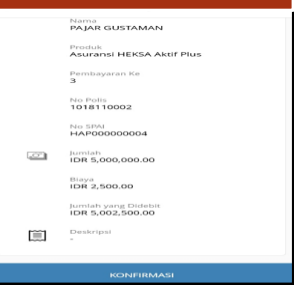 Nama
PAJAR GUSTAMAN
Produk
Asuransi HEKSA Aktif Plus
Pembayaran Ke
3
No Polis
1018110002
No SPAJ
HAP000000004
Jumlah
IDR 5,000,000.00
Biaya
IDR 2,500.00
Jumlah yang Didebit
IDR 5,002,500.00
Deskripsi
-
KONFIRMASI